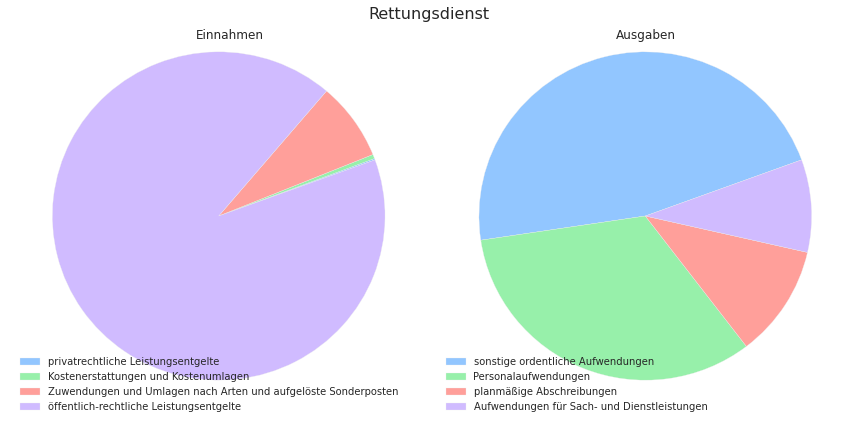 Rettungsdienst
Einnahmen
privatrechtliche Leistungsentgelte
Kostenerstattungen und Kostenumlagen
Zuwendungen und Umlagen nach Arten und aufgelöste Sonderposten
öffentlich-rechtliche Leistungsentgelte
Ausgaben
sonstige ordentliche Aufwendungen
Personalaufwendungen
planmäßige Abschreibungen
Aufwendungen für Sach- und Dienstleistungen